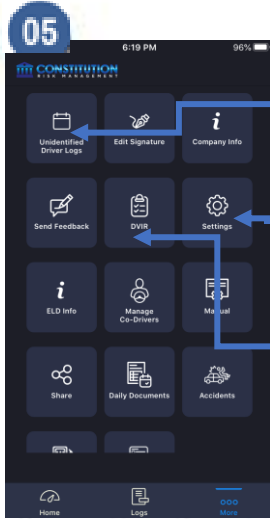 05
6:19 PM 96%
CONSTITUTION
RISK MANAGEMENT
Unidentified
Driver Logs
Edit Signature
Company Info
Send Feedback
DVIR
Settings
ELD Info
Manage
Co-Drivers
Manual
Share
Daily Documents
Accidents
Home
Logs
More